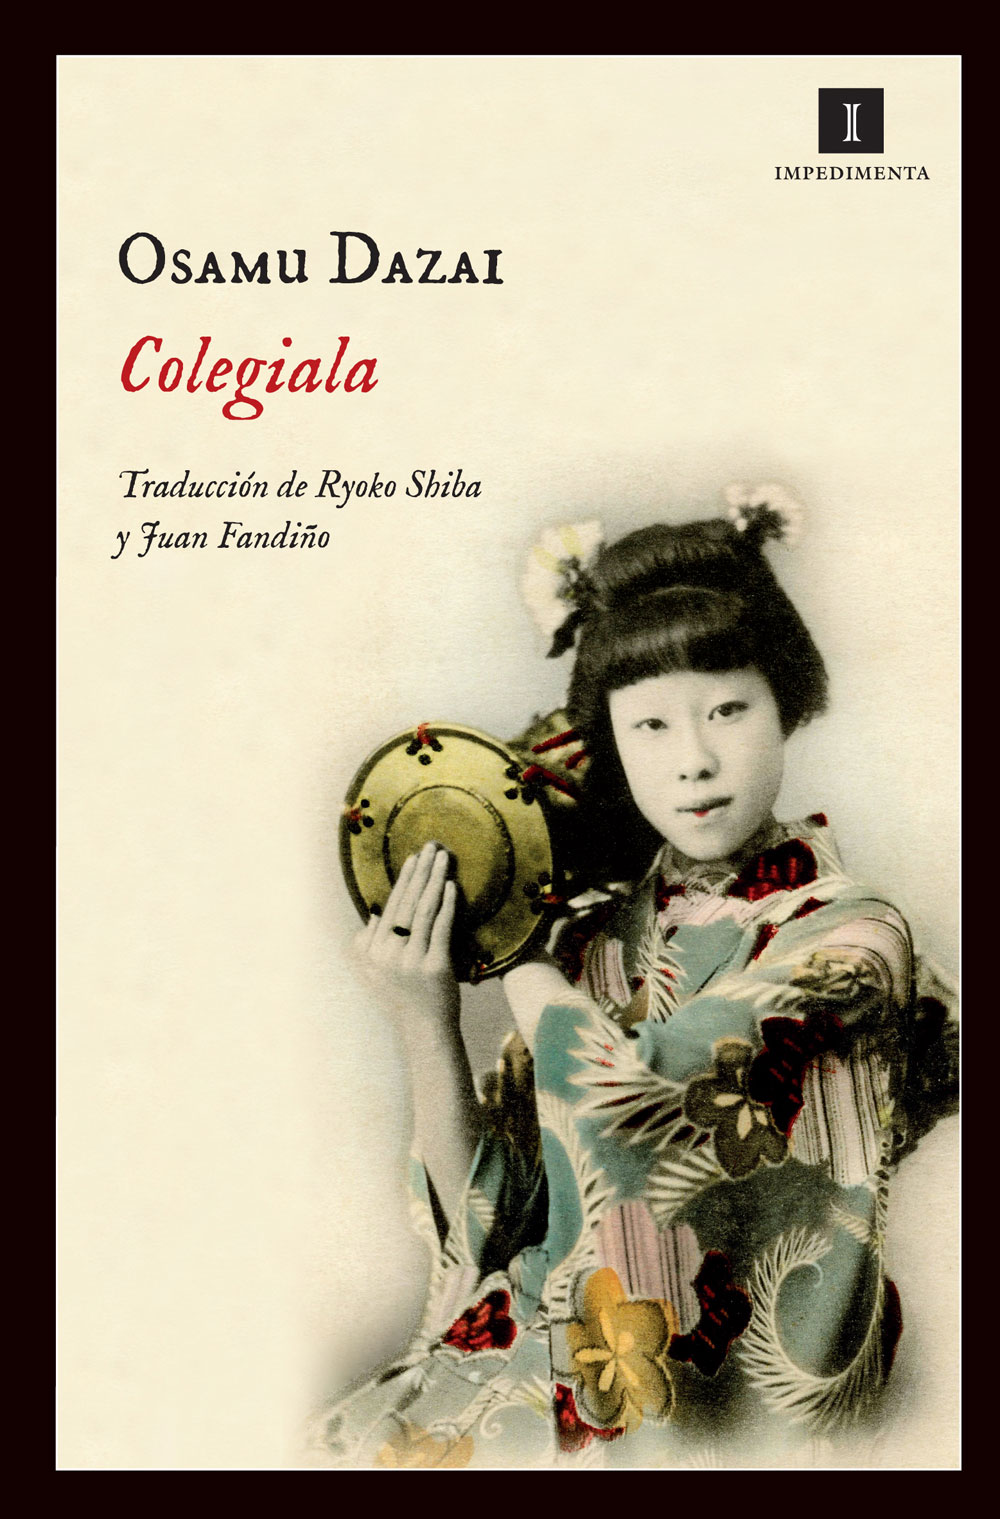 I
IMPEDIMENTA
OSAMU DAZAI
Colegiala
Traducción de Ryoko Shiba
y Juan Fandiño